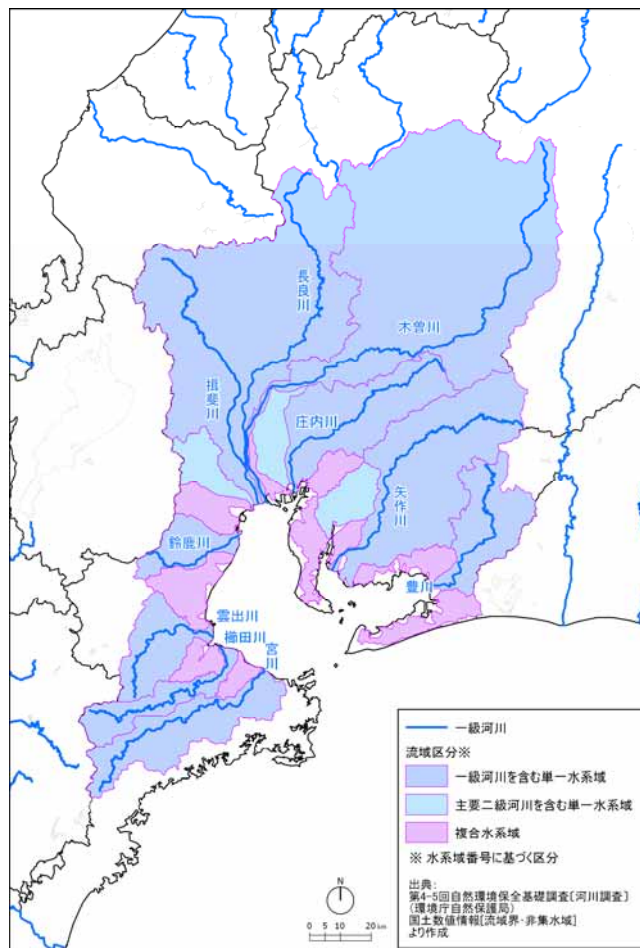 長良川
木曽川
揖斐川
庄内川
矢作川
鈴鹿川
豊川
雲出川
櫛田川
宮川
一級河川
流域区分※
一級河川を含む単一水系域
主要二級河川を含む単一水系域
複合水系域
※ 水系域番号に基づく区分
出典:
第4-5回自然環境保全基礎調査[河川調査]
(環境庁自然保護局)
国土数値情報[流域界・非集水域]
より作成
N
0 5 10 20 km